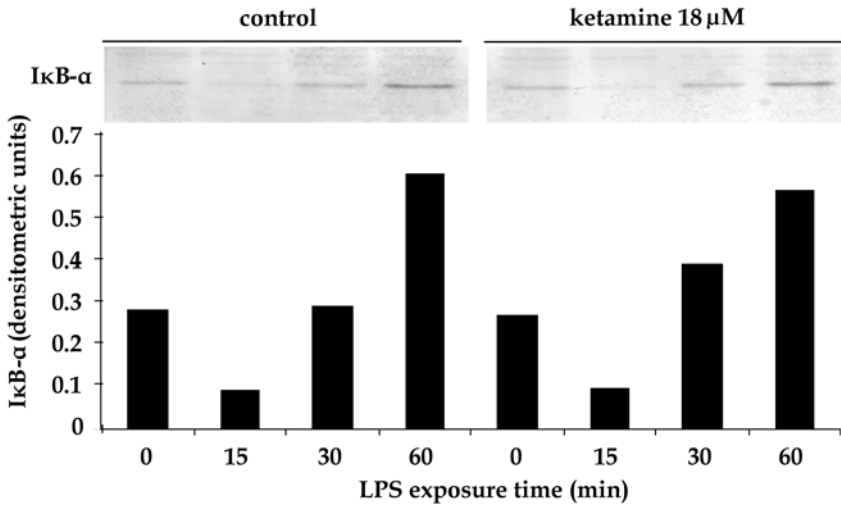 control ketamine 18 μM
IκB-α
IκB-α (densitometric units)
0.7
0.6
0.5
0.4
0.3
0.2
0.1
0
0 15 30 60 0 15 30 60
LPS exposure time (min)